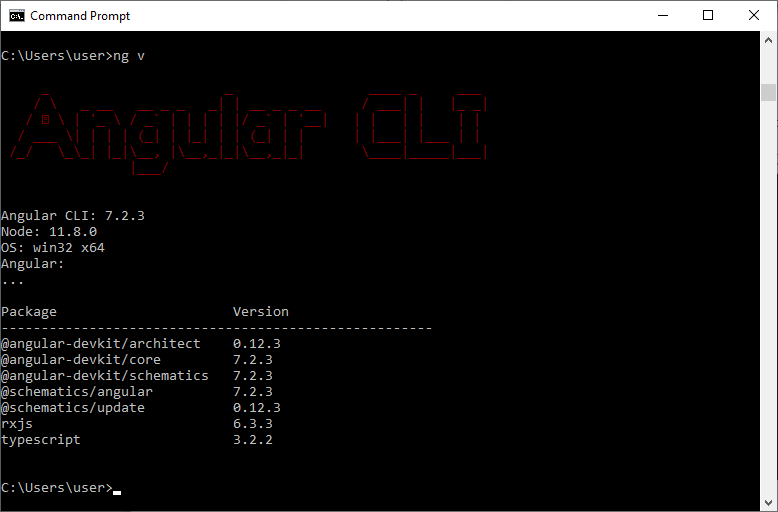 Command Prompt
C:\Users\user>ng v
Angular CLI
Angular CLI: 7.2.3
Node: 11.8.0
OS: win32 x64
Angular:
...
Package Version
------------------------------------------------------
@angular-devkit/architect 0.12.3
@angular-devkit/core 7.2.3
@angular-devkit/schematics 7.2.3
@schematics/angular 7.2.3
@schematics/update 0.12.3
rxjs 6.3.3
typescript 3.2.2
C:\Users\user>